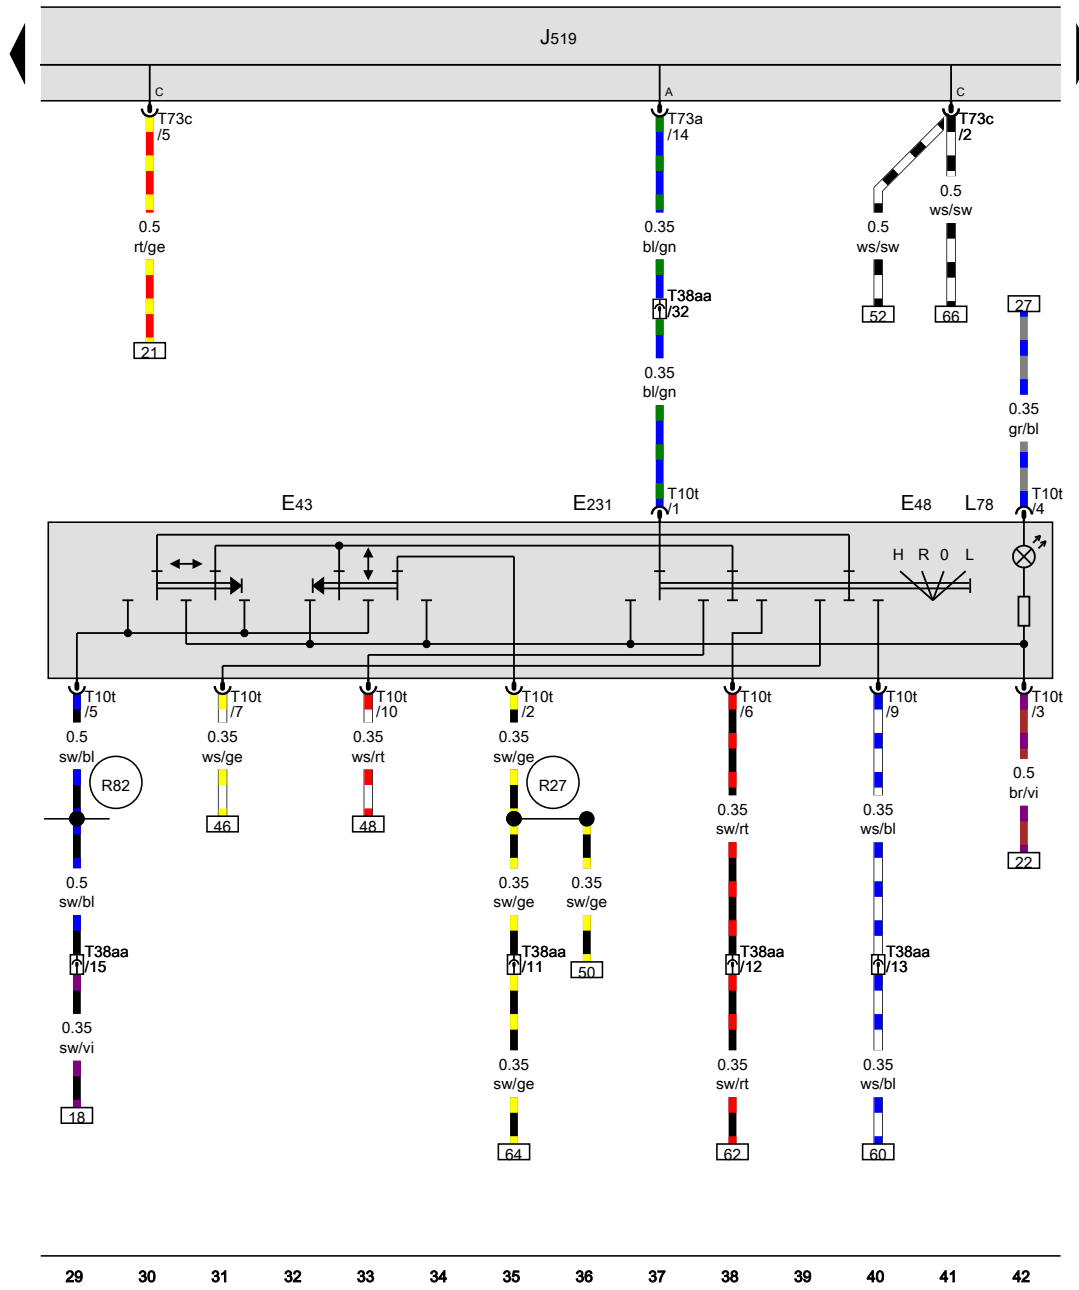 J519
C
A
C
T73c
/5
T73a
/14
T73c
/2
0.5
ws/sw
0.5
rt/ge
0.35
bl/gn
0.5
ws/sw
T38aa
/32
27
52
66
21
0.35
bl/gn
0.35
gr/bl
E43
E231
T10t
/1
E48
L78
T10t
/4
H R 0 L
T10t
/5
T10t
/7
T10t
/10
T10t
/2
T10t
/6
T10t
/9
T10t
/3
0.5
sw/bl
0.35
ws/ge
0.35
ws/rt
0.35
sw/ge
R82
R27
0.5
br/vi
46
48
0.35
sw/rt
0.35
ws/bl
22
0.5
sw/bl
0.35
sw/ge
0.35
sw/ge
T38aa
/15
T38aa
/11
50
T38aa
/12
T38aa
/13
0.35
sw/vi
0.35
sw/ge
0.35
sw/rt
0.35
ws/bl
18
64
62
60
29 30 31 32 33 34 35 36 37 38 39 40 41 42